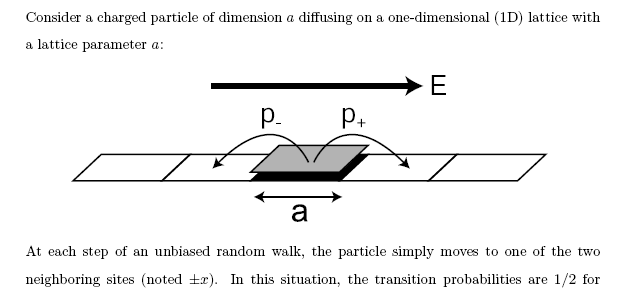 Consider a charged particle of dimension a diffusing on a one-dimensional (1D) lattice with
a lattice parameter a:
E
p- p+
a
At each step of an unbiased random walk, the particle simply moves to one of the two
neighboring sites (noted ±x). In this situation, the transition probabilities are 1/2 for